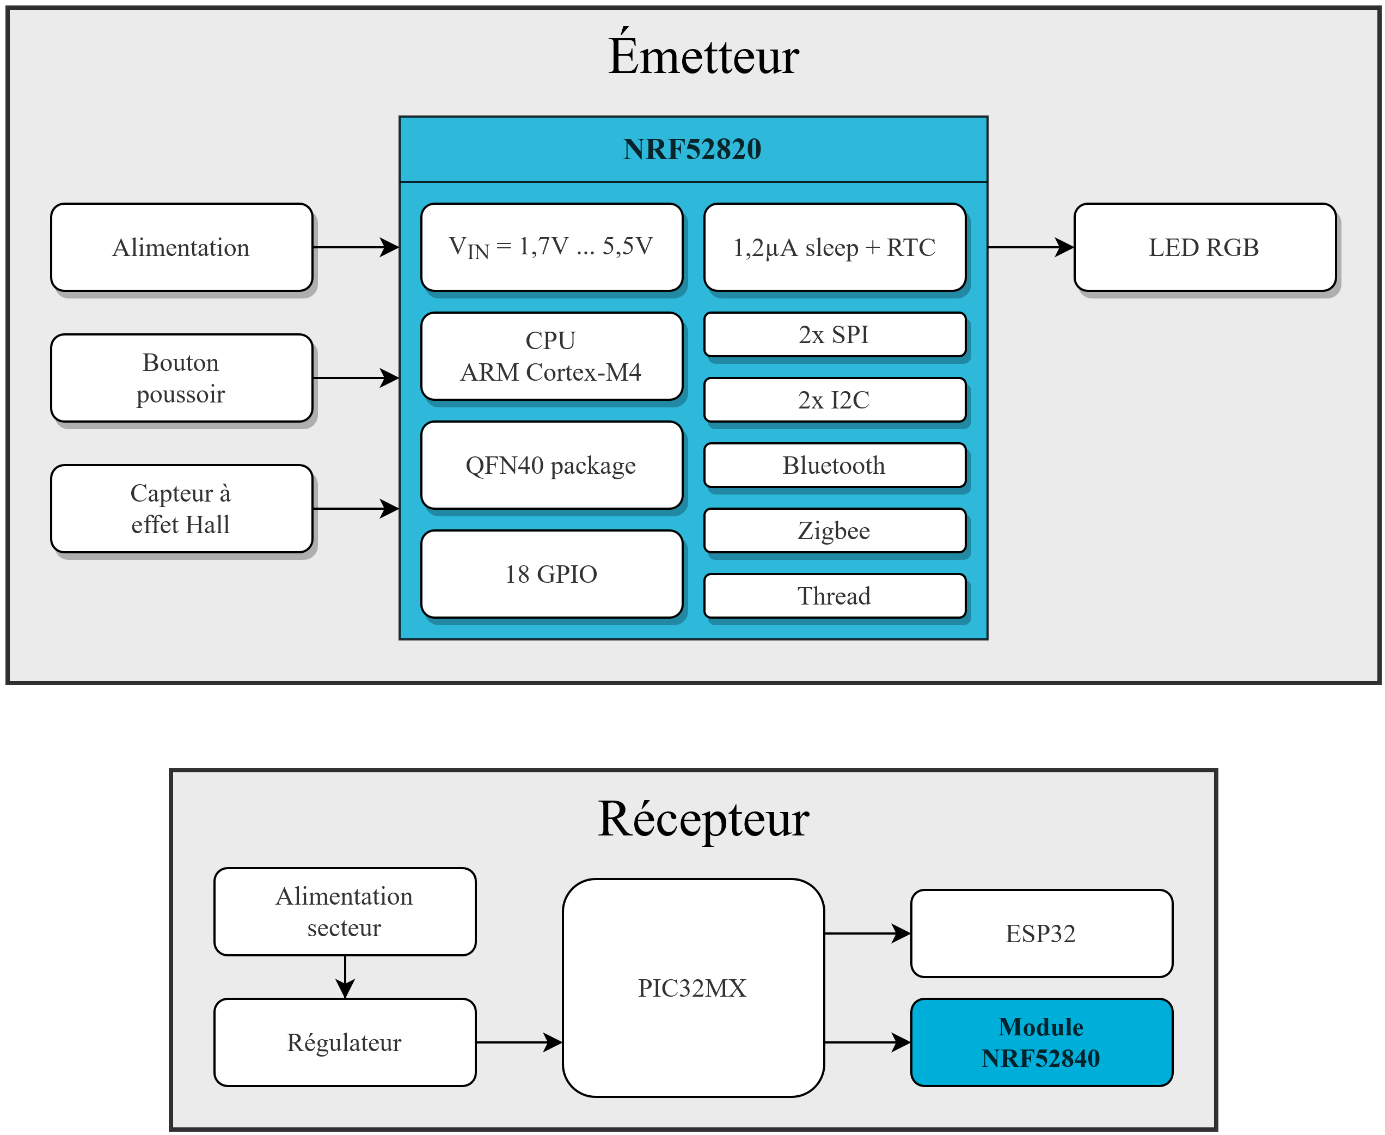 Émetteur
NRF52820
Alimentation
Bouton
poussoir
Capteur à
effet Hall
VIN = 1,7V ... 5,5V
CPU
ARM Cortex-M4
QFN40 package
18 GPIO
1,2µA sleep + RTC
2x SPI
2x I2C
Bluetooth
Zigbee
Thread
LED RGB
Récepteur
Alimentation
secteur
Régulateur
PIC32MX
ESP32
Module
NRF52840